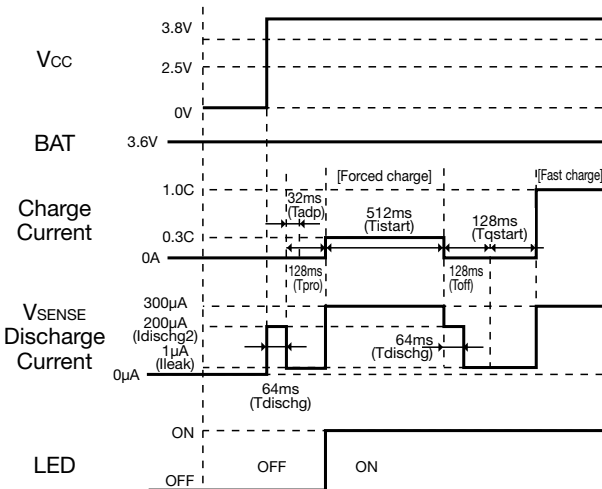 3.8V
VCC
2.5V
0V
BAT
3.6V
[Forced charge]
[Fast charge]
1.0C
32ms
(Tadp)
Charge
Current
512ms
(Tistart)
128ms
(Tqstart)
0.3C
0A
128ms
(Tpro)
128ms
(Toff)
VSENSE
Discharge
Current
300µA
200µA
(Idischg2)
1µA
(Ileak)
0µA
64ms
(Tdischg)
64ms
(Tdischg)
LED
ON
OFF
OFF
ON